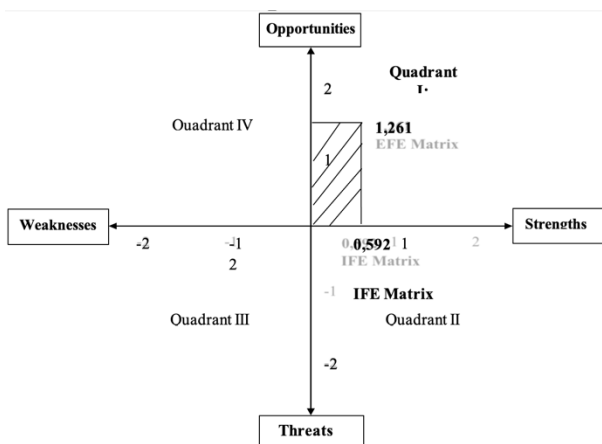 Opportunities
2
Quadrant
I:
Quadrant IV
1,261
EFE Matrix
1
Weaknesses
Strengths
-2
-1
0,592
1
1
2
2
IFE Matrix
-1
IFE Matrix
Quadrant III
Quadrant II
-2
Threats